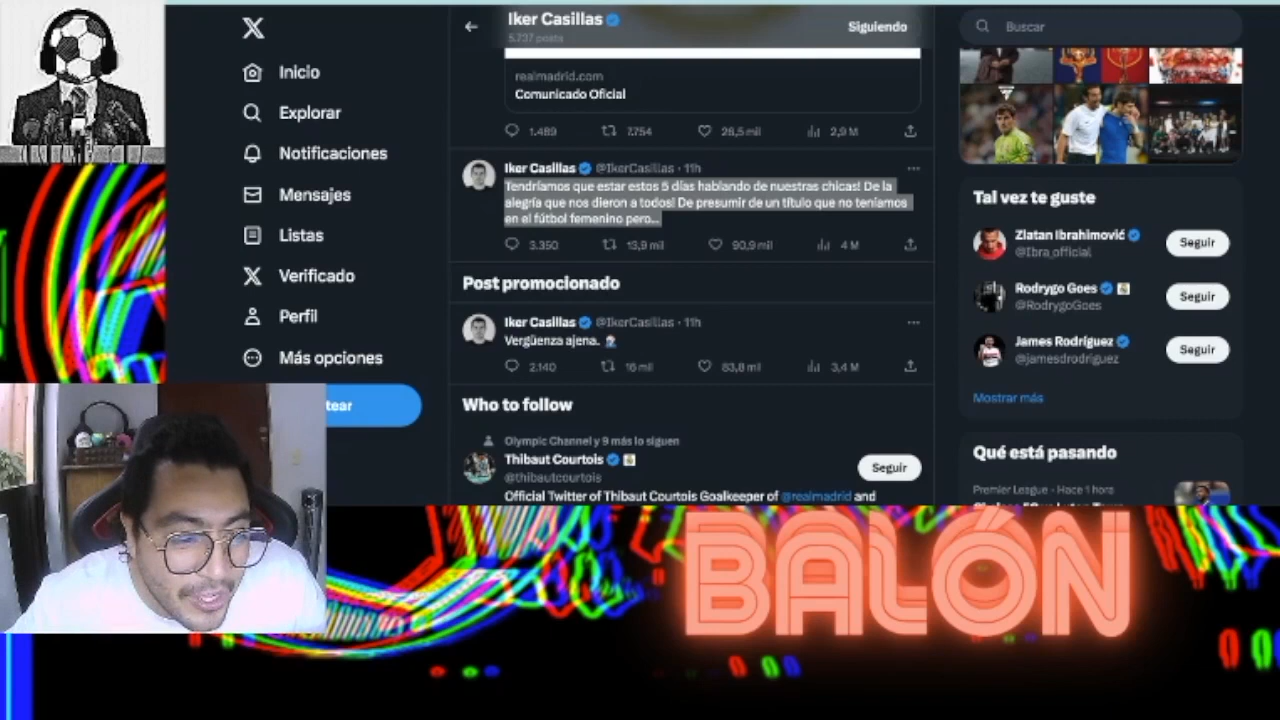 Iker Casillas
5.737 posts
Siguiendo
Buscar
Inicio
Explorar
Notificaciones
Mensajes
Listas
Verificado
Perfil
Más opciones
tear
realmadrid.com
Comunicado Oficial
1.489 7.754 26,5 mil 2,9 M
Iker Casillas @IkerCasillas · 11h
Tendríamos que estar estos 5 días hablando de nuestras chicas! De la
alegría que nos dieron a todos! De presumir de un título que no teníamos
en el fútbol femenino pero...
3.350 13,9 mil 90,9 mil 4 M
Post promocionado
Iker Casillas @IkerCasillas · 11h
Vergüenza ajena.
2.140 16 mil 83,8 mil 3,4 M
Who to follow
Olympic Channel y 9 más lo siguen
Thibaut Courtois
@thibautcourtois
Seguir
Official Twitter of Thibaut Courtois Goalkeeper of @realmadrid and
Tal vez te guste
Zlatan Ibrahimović
@Ibra_official
Seguir
Rodrygo Goes
@RodrygoGoes
Seguir
James Rodríguez
@jamesdrodriguez
Seguir
Mostrar más
Qué está pasando
Premier League · Hace 1 hora
BALÓN